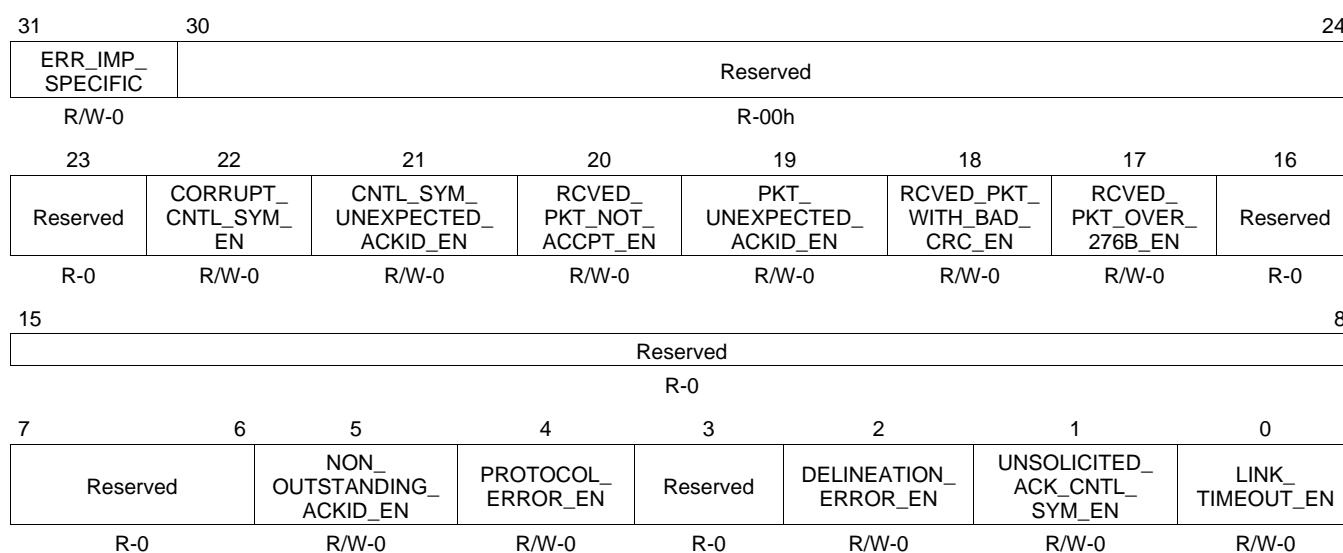 31 30 24
ERR_IMP_
SPECIFIC
Reserved
R/W-0 R-00h
23 22 21 20 19 18 17 16
Reserved
CORRUPT_
CNTL_SYM_
EN
CNTL_SYM_
UNEXPECTED_
ACKID_EN
RCVED_
PKT_NOT_
ACCPT_EN
PKT_
UNEXPECTED_
ACKID_EN
RCVED_PKT_
WITH_BAD_
CRC_EN
RCVED_
PKT_OVER_
276B_EN
Reserved
R-0 R/W-0 R/W-0 R/W-0 R/W-0 R/W-0 R/W-0 R-0
15 8
Reserved
R-0
7 6 5 4 3 2 1 0
Reserved
NON_
OUTSTANDING_
ACKID_EN
PROTOCOL_
ERROR_EN
Reserved
DELINEATION_
ERROR_EN
UNSOLICITED_
ACK_CNTL_
SYM_EN
LINK_
TIMEOUT_EN
R-0 R/W-0 R/W-0 R-0 R/W-0 R/W-0 R/W-0